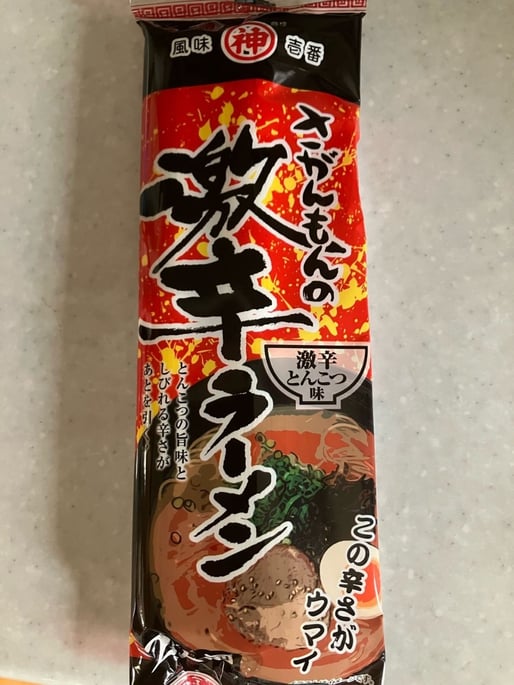 風味 神 壱番
さがんもんの
激辛ラーメン
激辛
とんこつ
味
とんこつの旨味と
しびれる辛さが
あとを引く
この辛さが
ウマイ